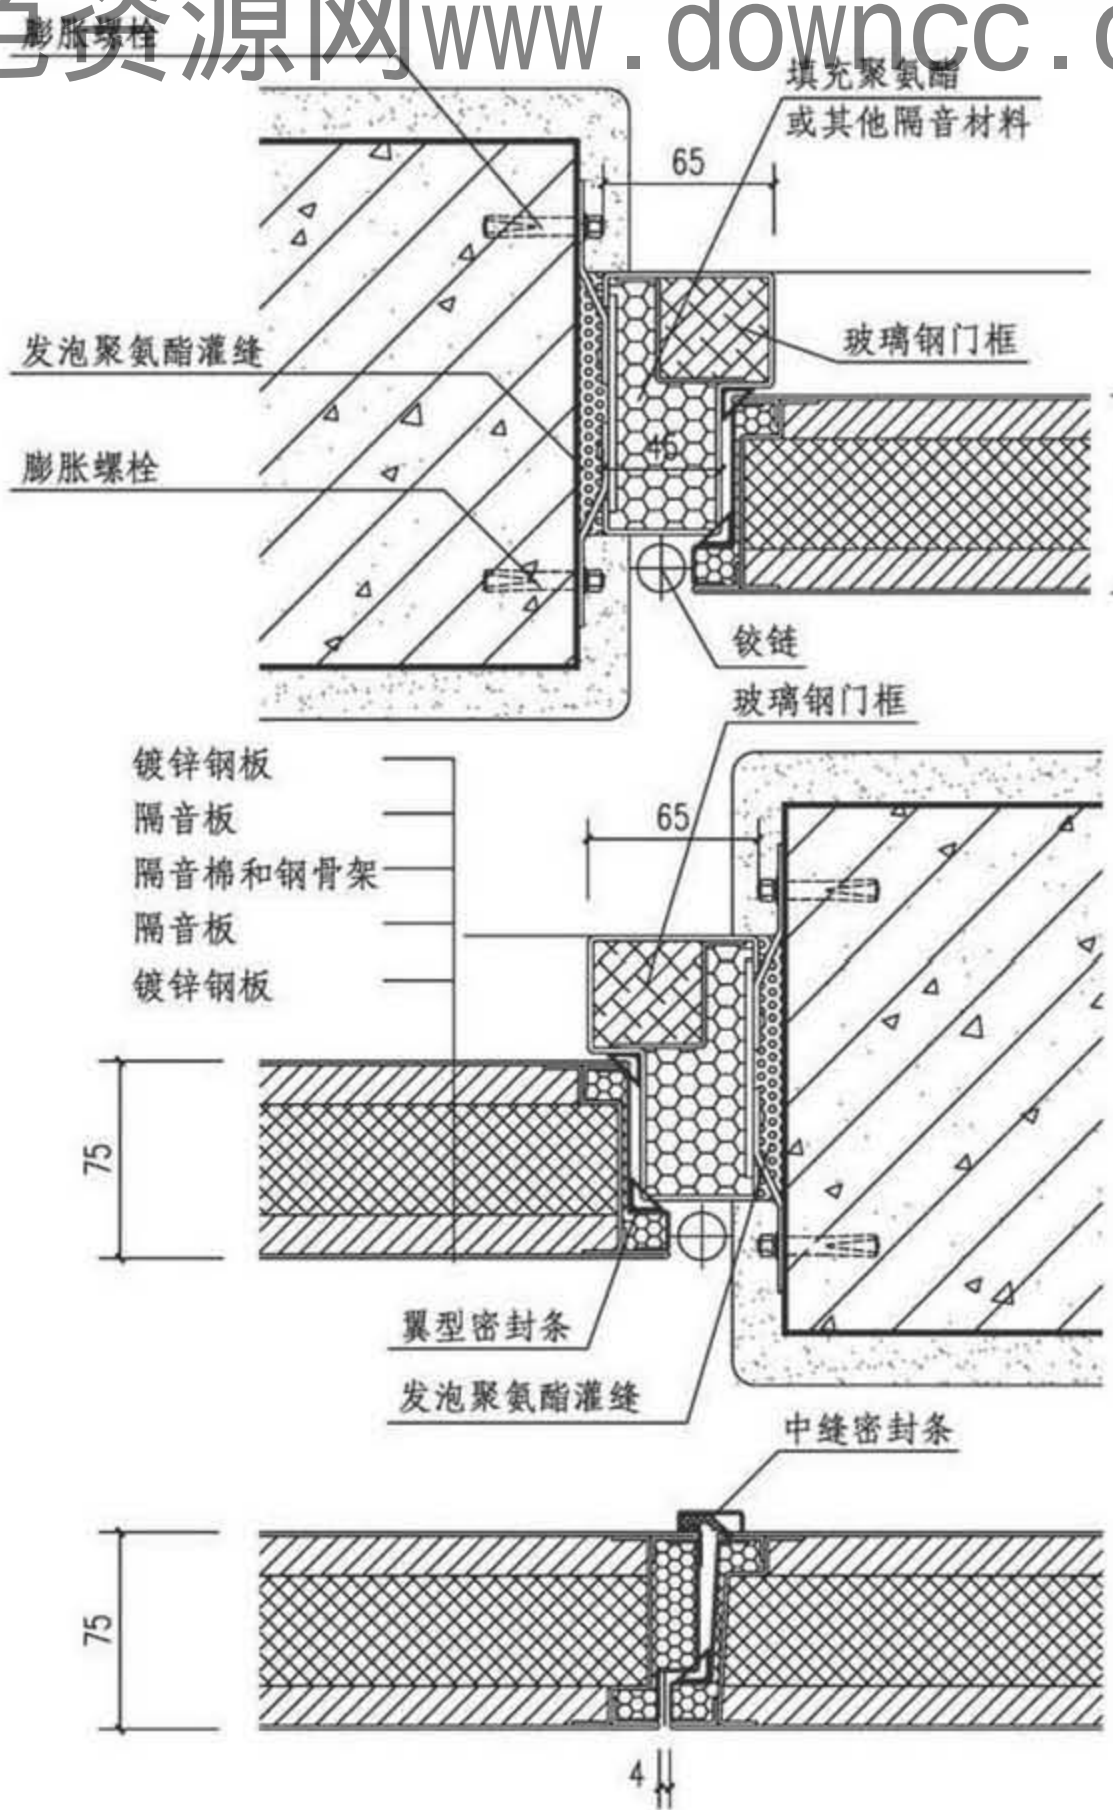 色资源网www.downcc.c
膨胀螺栓
填充聚氨酯
或其他隔音材料
65
发泡聚氨酯灌缝
玻璃钢门框
膨胀螺栓
45
铰链
玻璃钢门框
镀锌钢板
隔音板
隔音棉和钢骨架
隔音板
镀锌钢板
65
75
翼型密封条
发泡聚氨酯灌缝
中缝密封条
75
4